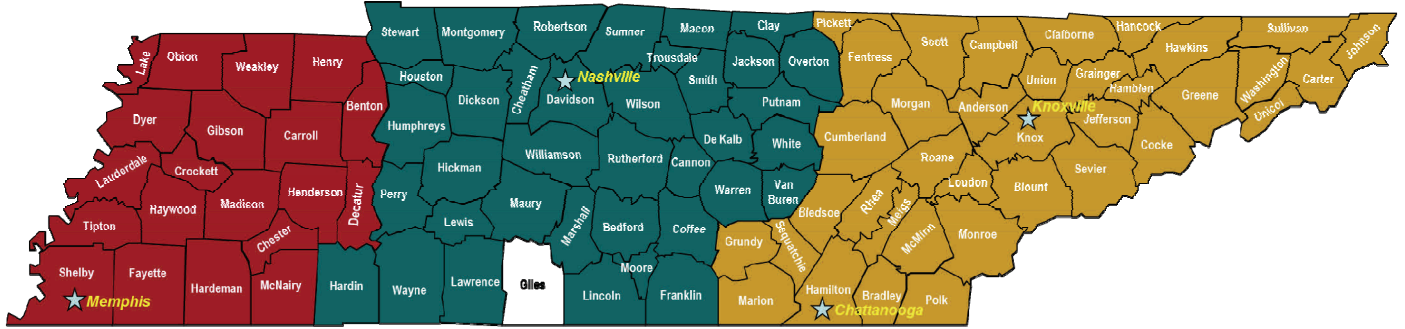 Lake
Obion
Weakley
Henry
Benton
Dyer
Gibson
Carroll
Lauderdale
Crockett
Haywood
Madison
Henderson
Decatur
Tipton
Chester
Shelby
Fayette
Hardeman
McNairy
Memphis
Stewart
Montgomery
Robertson
Sumner
Macon
Clay
Trousdale
Jackson
Overton
Houston
Dickson
Cheatham
Nashville
Davidson
Wilson
Smith
Putnam
Humphreys
De Kalb
White
Williamson
Rutherford
Cannon
Hickman
Warren
Van
Buren
Perry
Maury
Lewis
Marshall
Bedford
Coffee
Moore
Hardin
Wayne
Lawrence
Giles
Lincoln
Franklin
Pickett
Fentress
Scott
Campbell
Claiborne
Hancock
Hawkins
Sullivan
Johnson
Union
Grainger
Hamblen
Greene
Washington
Carter
Unicoi
Morgan
Anderson
Knoxville
Knox
Jefferson
Cumberland
Roane
Loudon
Blount
Sevier
Cocke
Bledsoe
Rhea
Meigs
McMinn
Monroe
Grundy
Sequatchie
Marion
Hamilton
Bradley
Polk
Chattanooga